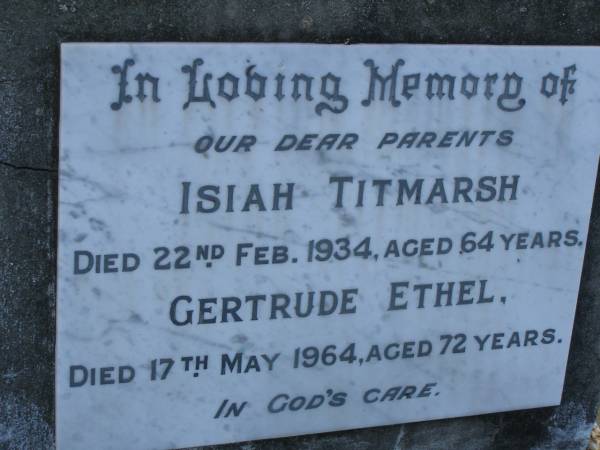 In Loving Memory of
OUR DEAR PARENTS
ISIAH TITMARSH
DIED 22ND FEB. 1934, AGED 64 YEARS.
GERTRUDE ETHEL,
DIED 17TH MAY 1964, AGED 72 YEARS.
IN GOD'S CARE.